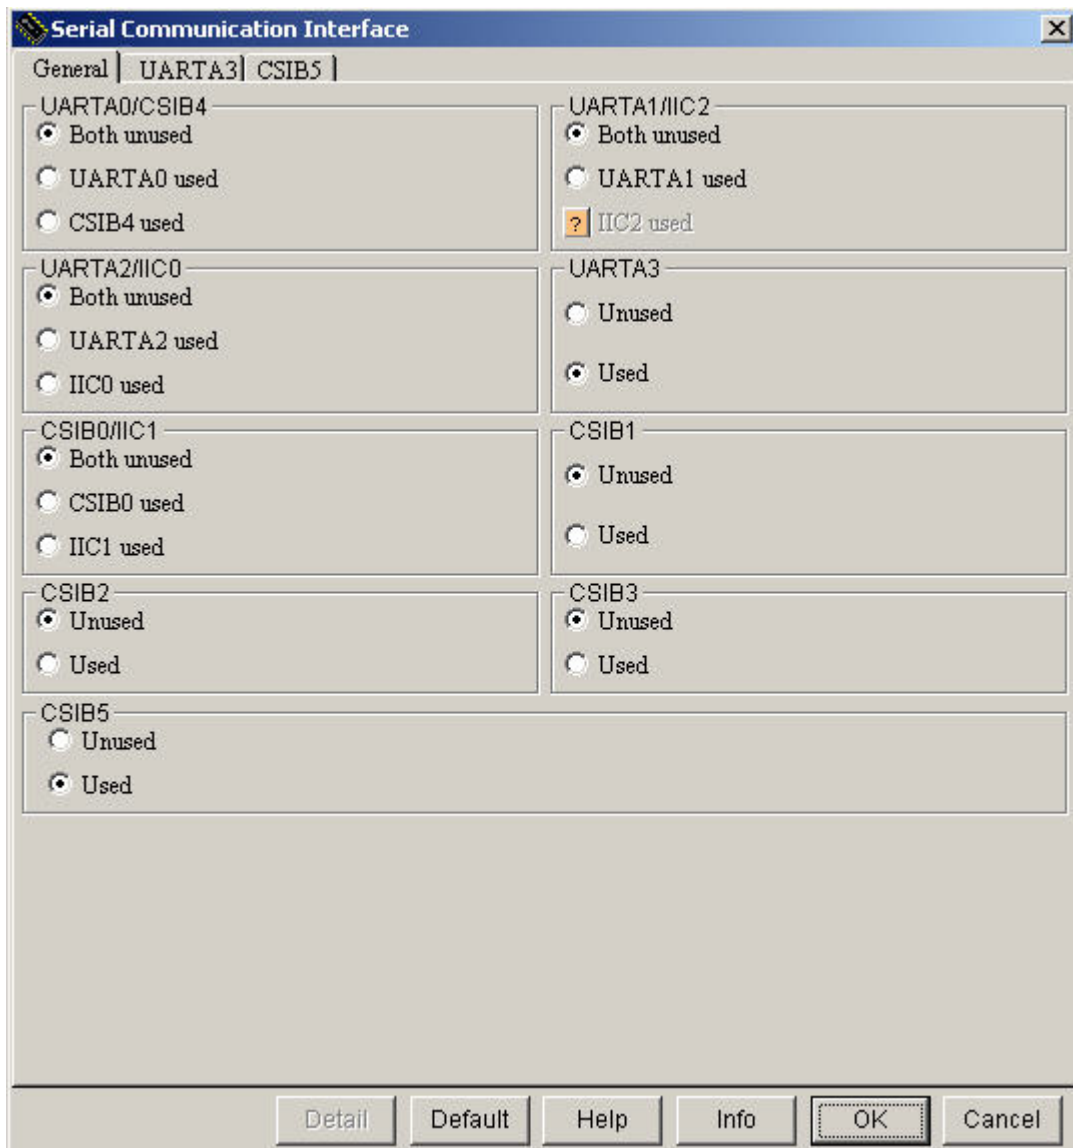 Serial Communication Interface
General UARTA3 CSIB5
UARTA0/CSIB4
Both unused
UARTA0 used
CSIB4 used
UARTA1/IIC2
Both unused
UARTA1 used
? IIC2 used
UARTA2/IIC0
Both unused
UARTA2 used
IIC0 used
UARTA3
Unused
Used
CSIB0/IIC1
Both unused
CSIB0 used
IIC1 used
CSIB1
Unused
Used
CSIB2
Unused
Used
CSIB3
Unused
Used
CSIB5
Unused
Used
Detail Default Help Info OK Cancel